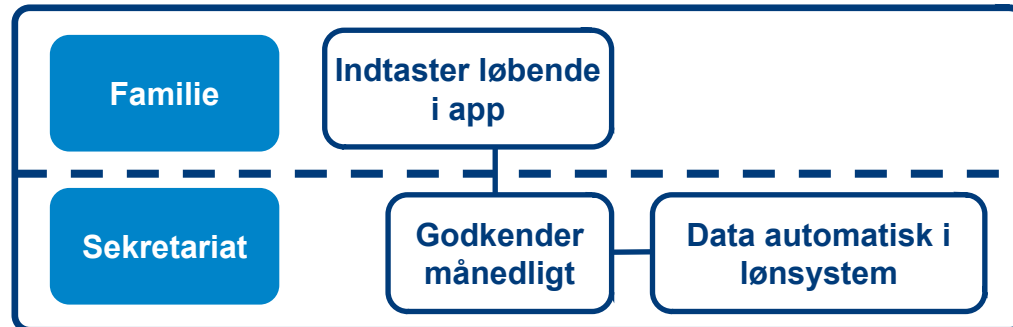 Familie
Indtaster løbende
i app
Sekretariat
Godkender
månedligt
Data automatisk i
lønsystem